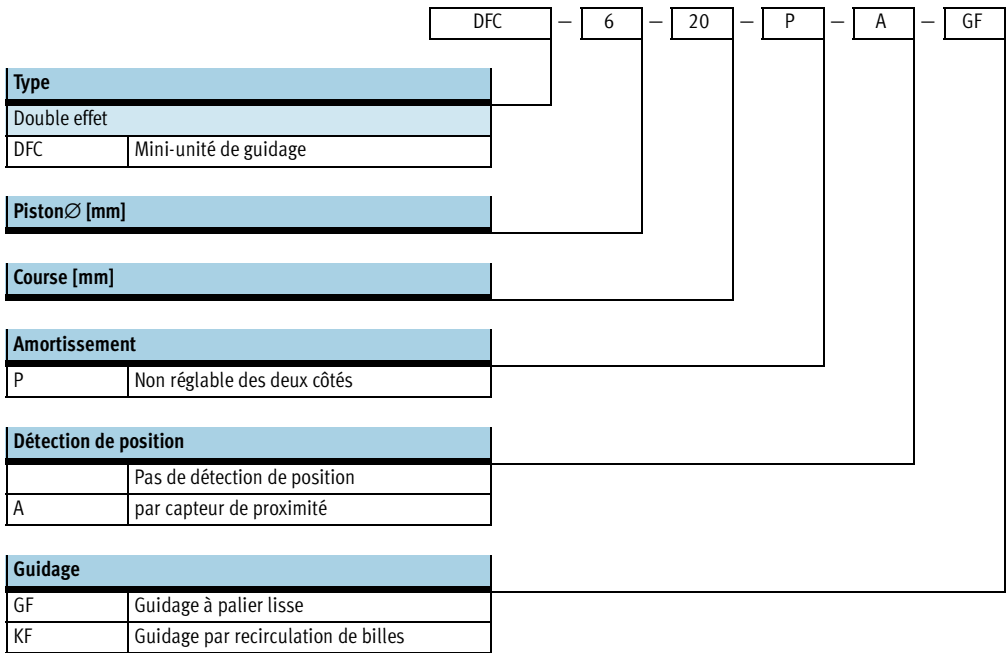 DFC – 6 – 20 – P – A – GF
Type
Double effet
DFC Mini-unité de guidage
Piston∅ [mm]
Course [mm]
Amortissement
P Non réglable des deux côtés
Détection de position
Pas de détection de position
A par capteur de proximité
Guidage
GF Guidage à palier lisse
KF Guidage par recirculation de billes